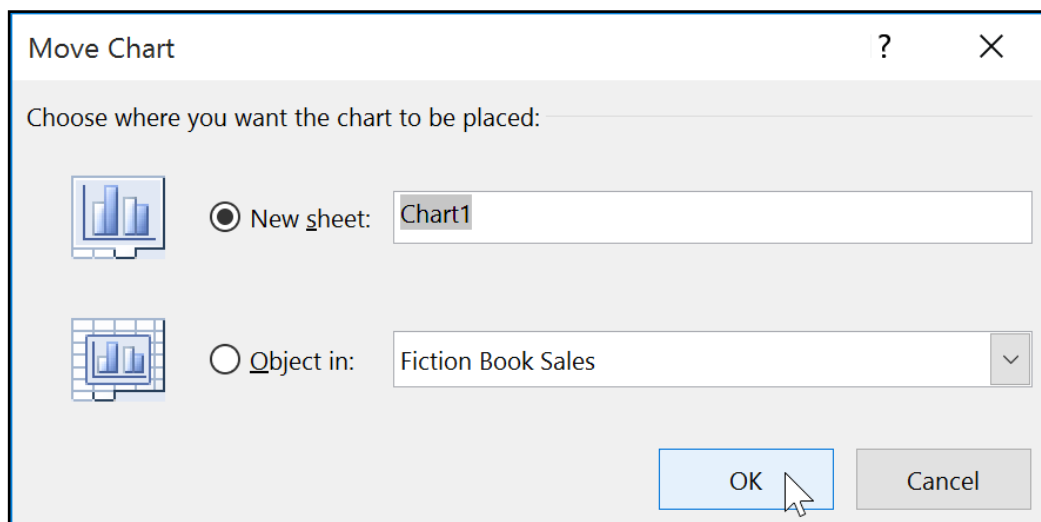 Move Chart ?
Choose where you want the chart to be placed:
New sheet: Chart1
Object in: Fiction Book Sales
OK Cancel